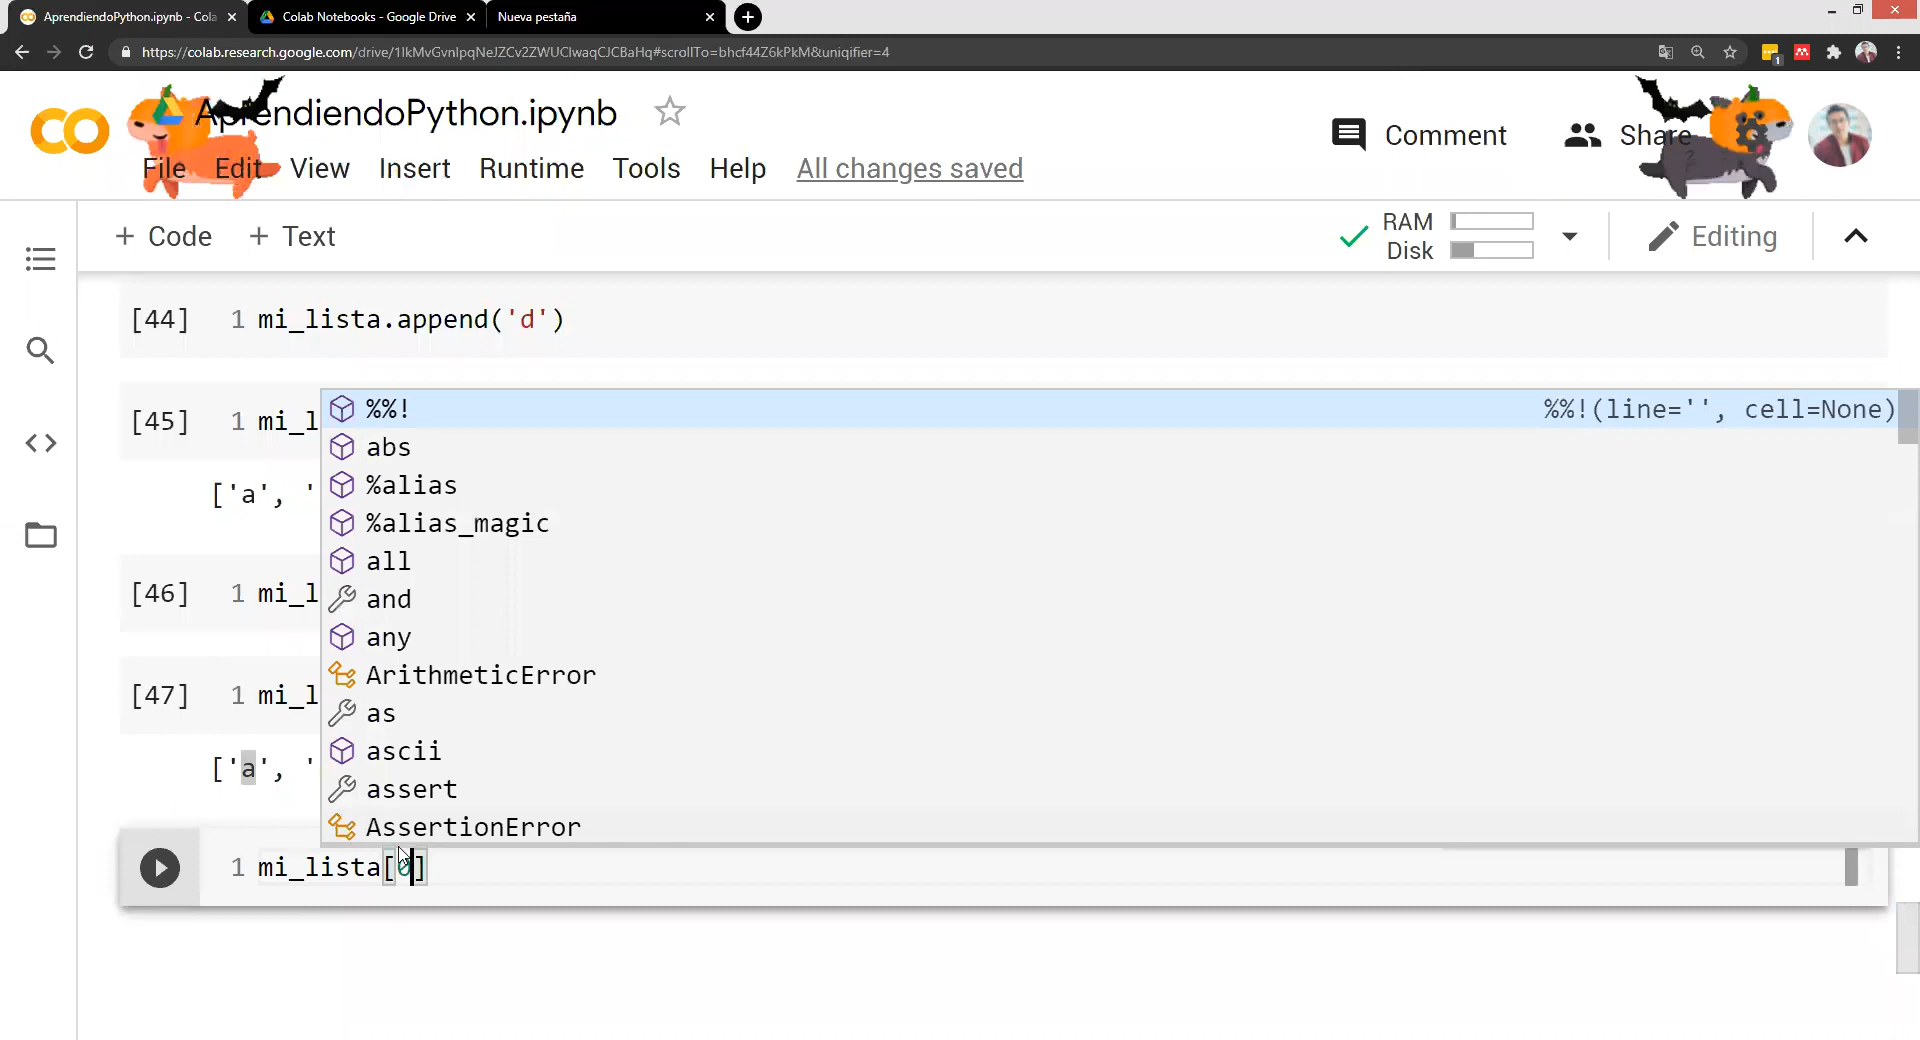 AprendiendoPython.ipynb - Cola
Colab Notebooks - Google Drive
Nueva pestaña
https://colab.research.google.com/drive/1IkMvGvnIpqNeJZCv2ZWUCIwaqCJCBaHq#scrollTo=bhcf44Z6kPkM&uniqifier=4
1
AprendiendoPython.ipynb
Comment
Share
File Edit View Insert Runtime Tools Help All changes saved
+ Code + Text
RAM
Disk
Editing
[44] 1 mi_lista.append('d')
[45] 1 mi_l
['a', '
[46] 1 mi_l
[47] 1 mi_l
['a', '
%%! %%!(line='', cell=None)
abs
%alias
%alias_magic
all
and
any
ArithmeticError
as
ascii
assert
AssertionError
1 mi_lista[0]